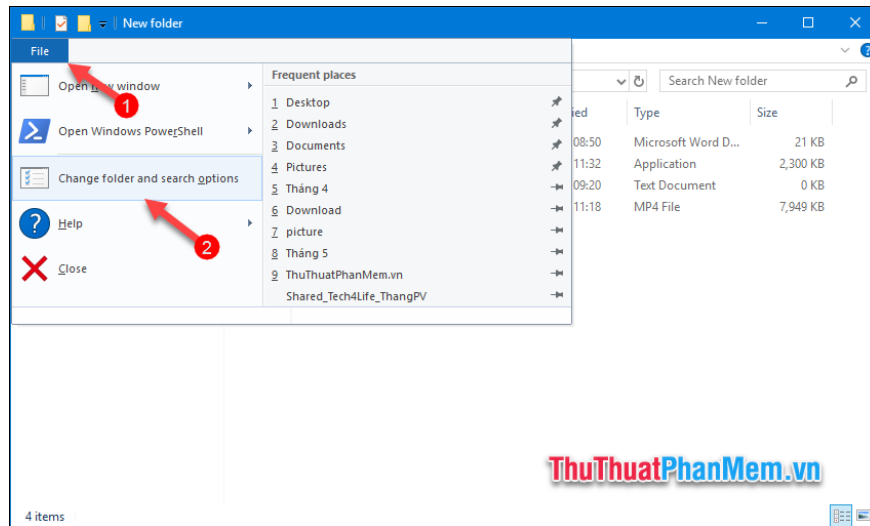 New folder
File
Open new window
Open Windows PowerShell
Change folder and search options
Help
Close
Frequent places
1 Desktop
2 Downloads
3 Documents
4 Pictures
5 Tháng 4
6 Download
7 picture
8 Tháng 5
9 ThuThuatPhanMem.vn
Shared_Tech4Life_ThangPV
1
2
Search New folder
ied Type Size
08:50 Microsoft Word D... 21 KB
11:32 Application 2,300 KB
09:20 Text Document 0 KB
11:18 MP4 File 7,949 KB
ThuThuatPhanMem.vn
4 items